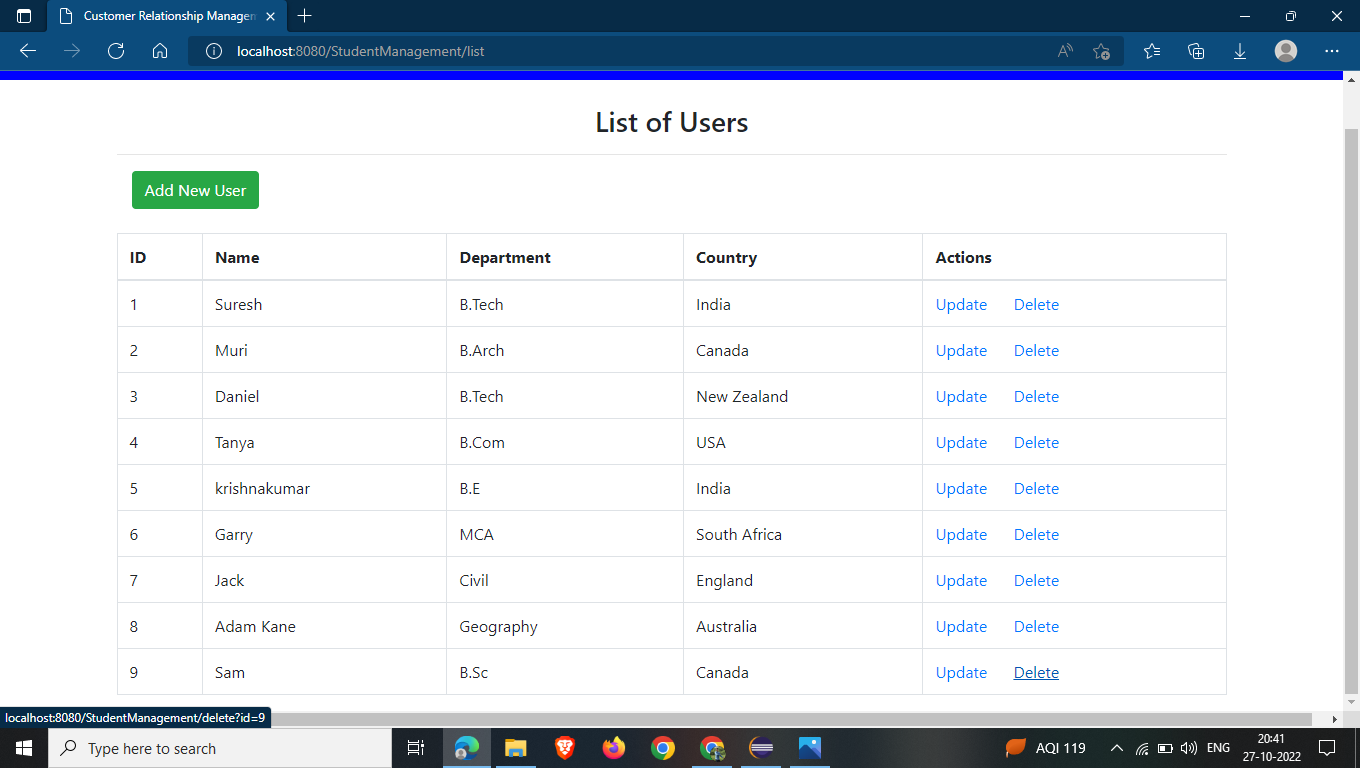 Customer Relationship Managem
localhost:8080/StudentManagement/list
List of Users
Add New User
ID Name Department Country Actions
1 Suresh B.Tech India Update Delete
2 Muri B.Arch Canada Update Delete
3 Daniel B.Tech New Zealand Update Delete
4 Tanya B.Com USA Update Delete
5 krishnakumar B.E India Update Delete
6 Garry MCA South Africa Update Delete
7 Jack Civil England Update Delete
8 Adam Kane Geography Australia Update Delete
9 Sam B.Sc Canada Update Delete
localhost:8080/StudentManagement/delete?id=9
Type here to search
AQI 119
ENG
20:41
27-10-2022